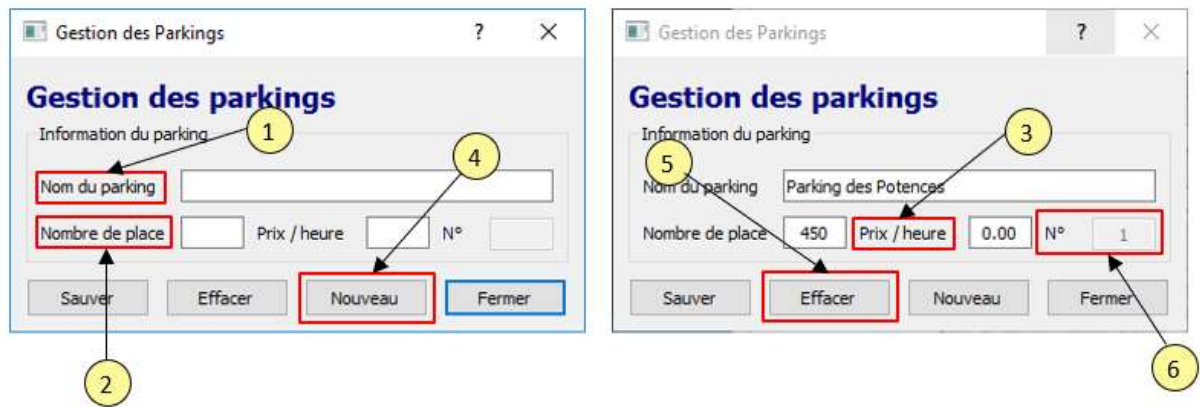 Gestion des Parkings ?
Gestion des parkings
Information du parking
1
4
Nom du parking
Nombre de place Prix / heure N°
Sauver Effacer Nouveau Fermer
2
Gestion des Parkings ?
Gestion des parkings
Information du parking
3
5
Nom du parking Parking des Potences
Nombre de place 450 Prix / heure 0.00 N° 1
Sauver Effacer Nouveau Fermer
6